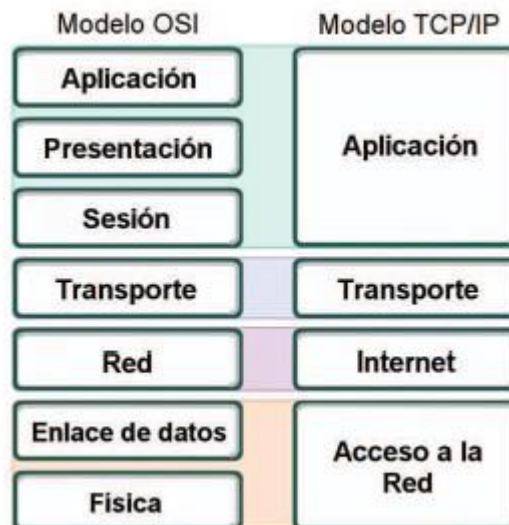 Modelo OSI
Modelo TCP/IP
Aplicación
Presentación
Sesión
Transporte
Red
Enlace de datos
Física
Aplicación
Transporte
Internet
Acceso a la
Red